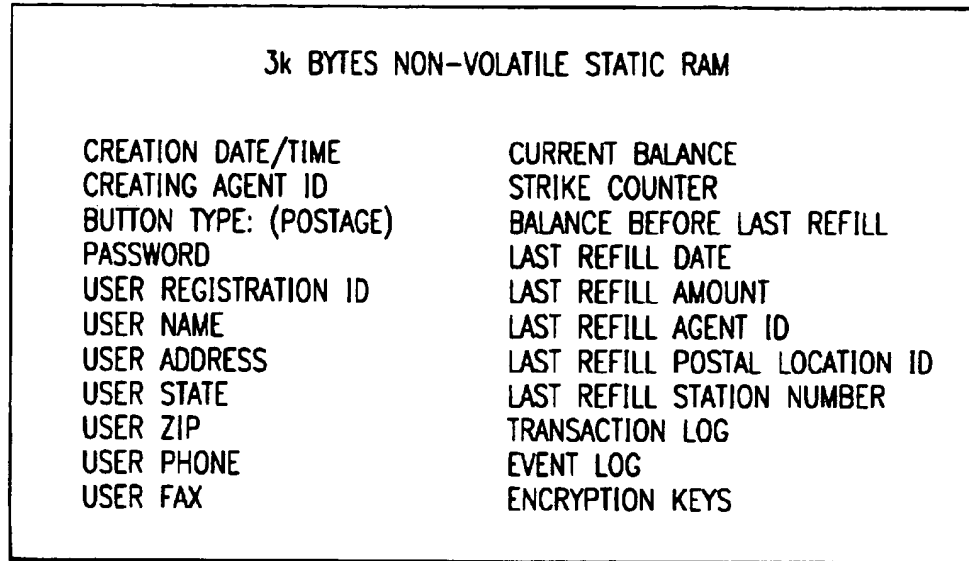 3k BYTES NON-VOLATILE STATIC RAM
CREATION DATE/TIME
CREATING AGENT ID
BUTTON TYPE: (POSTAGE)
PASSWORD
USER REGISTRATION ID
USER NAME
USER ADDRESS
USER STATE
USER ZIP
USER PHONE
USER FAX
CURRENT BALANCE
STRIKE COUNTER
BALANCE BEFORE LAST REFILL
LAST REFILL DATE
LAST REFILL AMOUNT
LAST REFILL AGENT ID
LAST REFILL POSTAL LOCATION ID
LAST REFILL STATION NUMBER
TRANSACTION LOG
EVENT LOG
ENCRYPTION KEYS